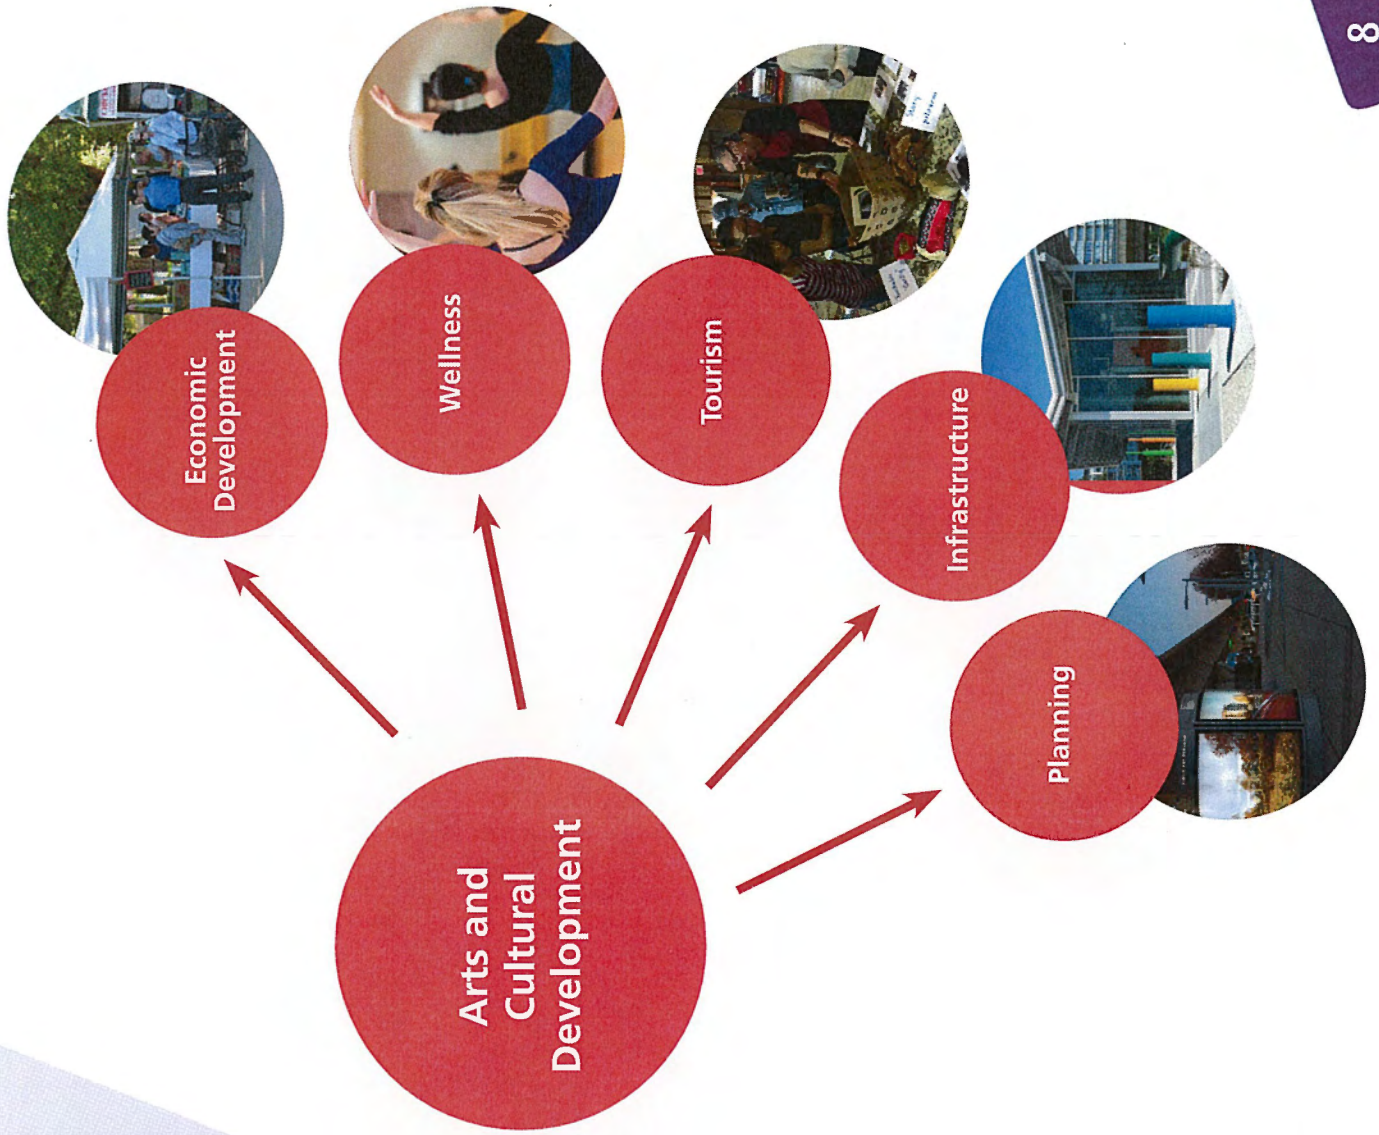 Arts and
Cultural
Development
Economic
Development
Wellness
Tourism
Infrastructure
Planning
8